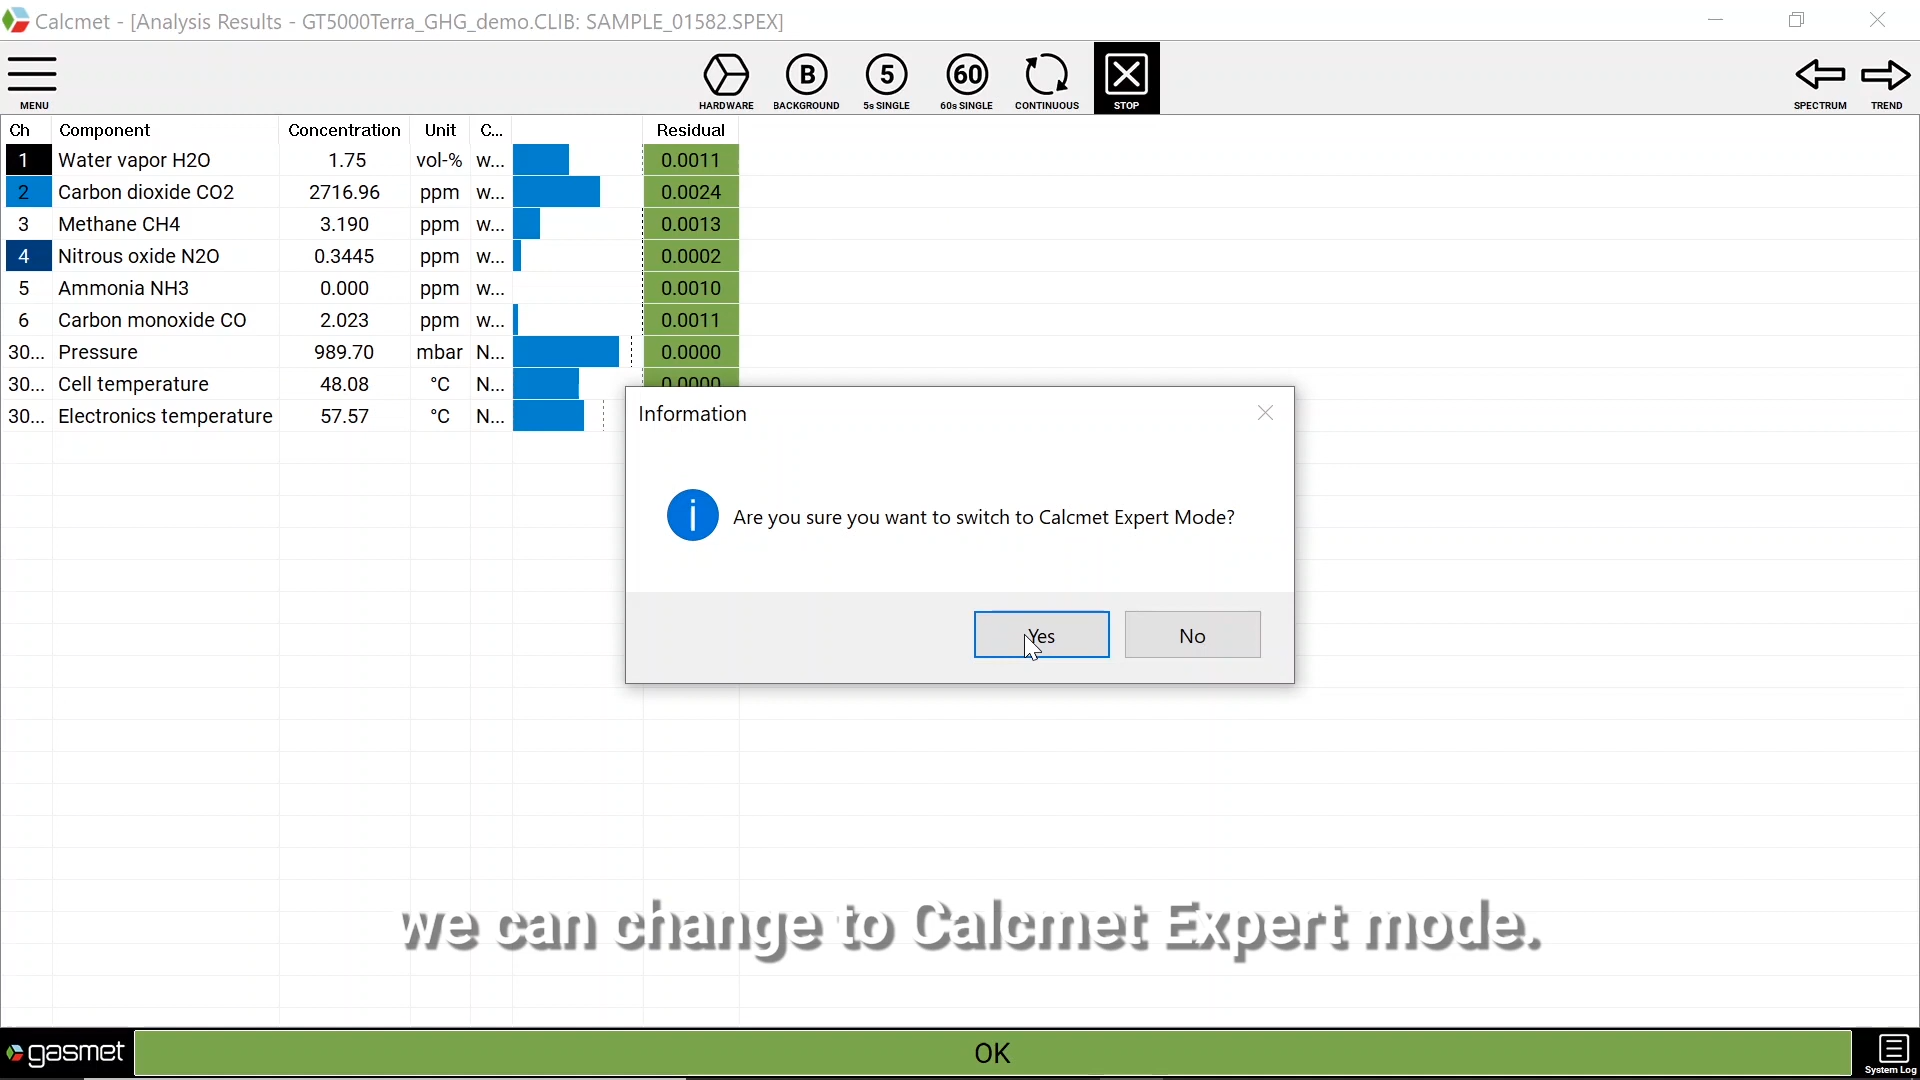 Calcmet - [Analysis Results - GT5000Terra_GHG_demo.CLIB: SAMPLE_01582.SPEX]
MENU
HARDWARE
B
BACKGROUND
5
5s SINGLE
60
60s SINGLE
CONTINUOUS
STOP
SPECTRUM
TREND
Ch Component Concentration Unit C... Residual
1 Water vapor H2O 1.75 vol-% w... 0.0011
2 Carbon dioxide CO2 2716.96 ppm w... 0.0024
3 Methane CH4 3.190 ppm w... 0.0013
4 Nitrous oxide N2O 0.3445 ppm w... 0.0002
5 Ammonia NH3 0.000 ppm w... 0.0010
6 Carbon monoxide CO 2.023 ppm w... 0.0011
30... Pressure 989.70 mbar N... 0.0000
30... Cell temperature 48.08 °C N... 0.0000
30... Electronics temperature 57.57 °C N...
Information
i
Are you sure you want to switch to Calcmet Expert Mode?
Yes No
we can change to Calcmet Expert mode.
gasmet
OK
System Log